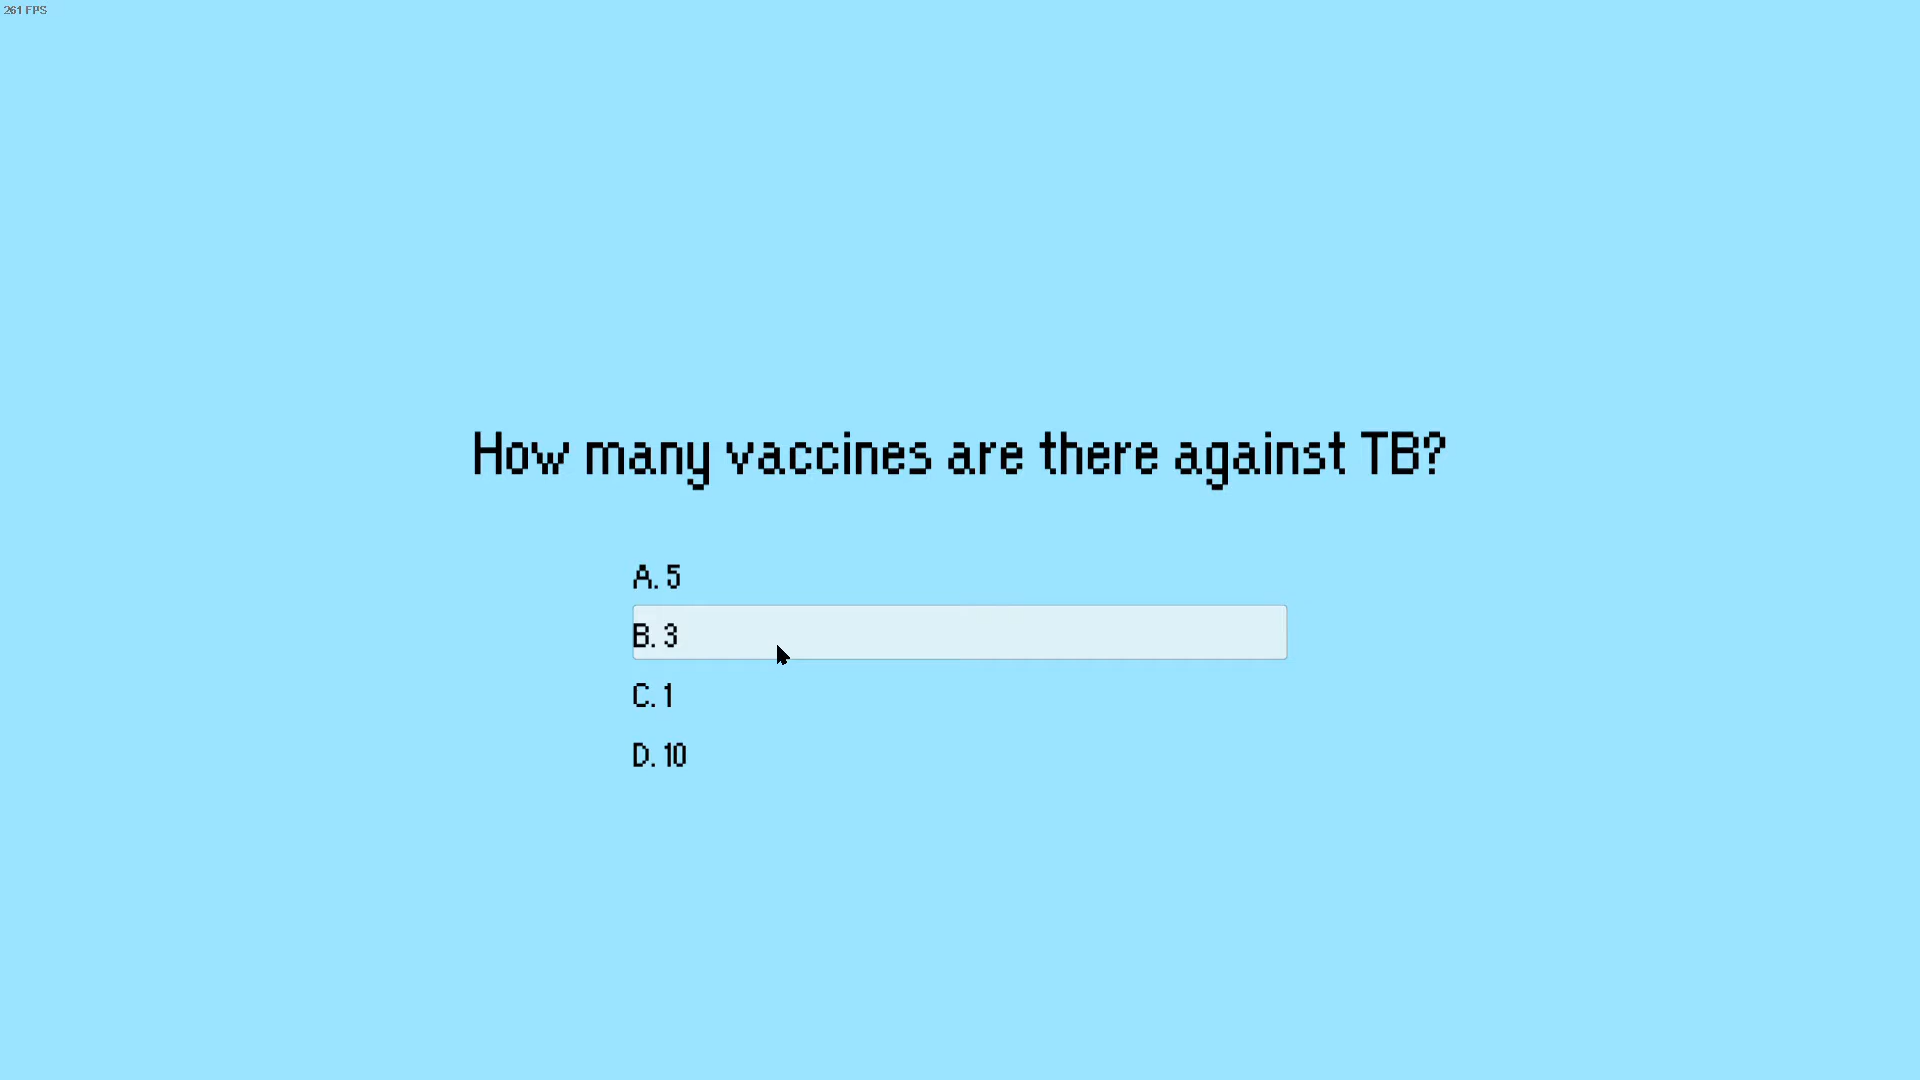 261 FPS
How many vaccines are there against TB?
A. 5
B. 3
C. 1
D. 10